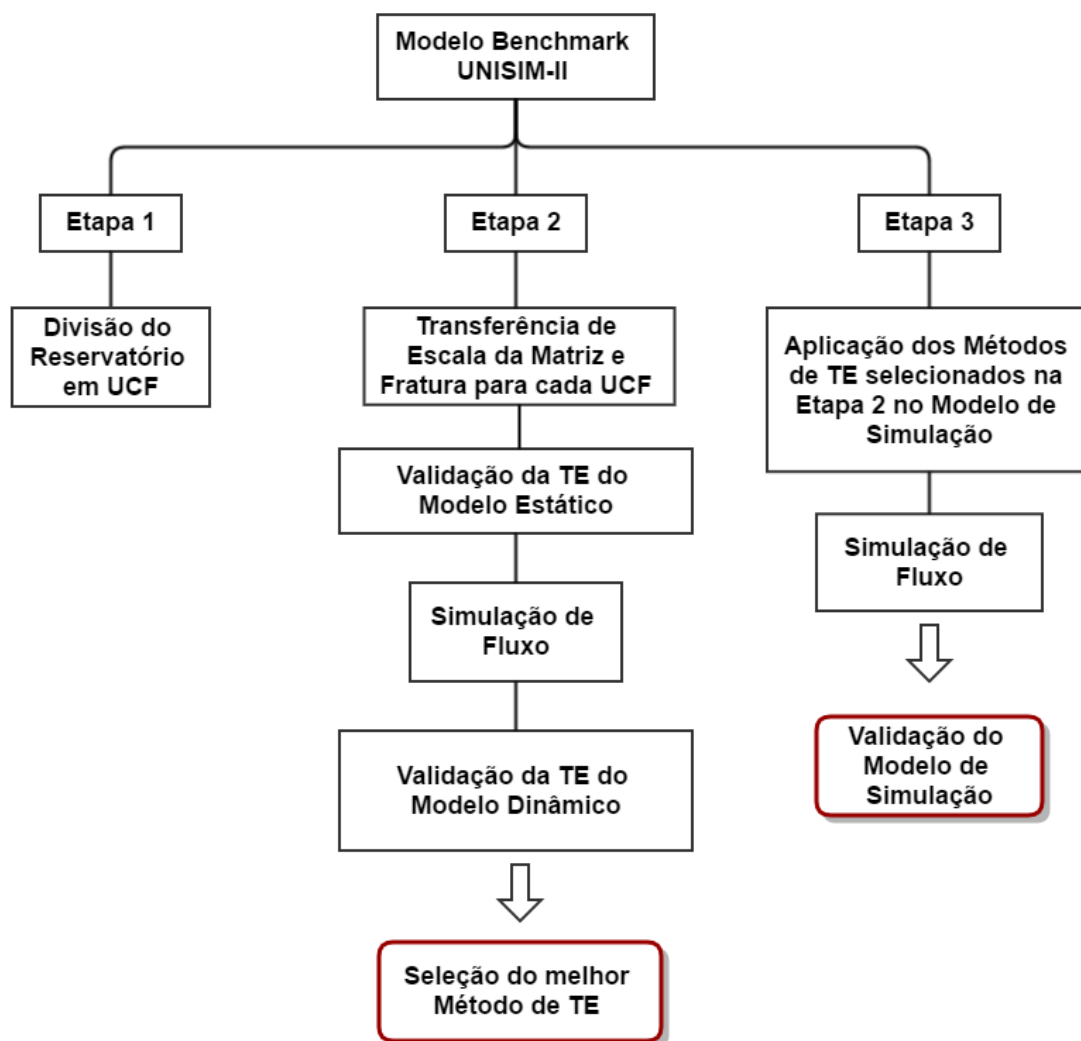 Modelo Benchmark
UNISIM-II
Etapa 1
Etapa 2
Etapa 3
Divisão do
Reservatório
em UCF
Transferência de
Escala da Matriz e
Fratura para cada UCF
Validação da TE do
Modelo Estático
Simulação de
Fluxo
Validação da TE do
Modelo Dinâmico
Seleção do melhor
Método de TE
Aplicação dos Métodos
de TE selecionados na
Etapa 2 no Modelo de
Simulação
Simulação de
Fluxo
Validação do
Modelo de
Simulação